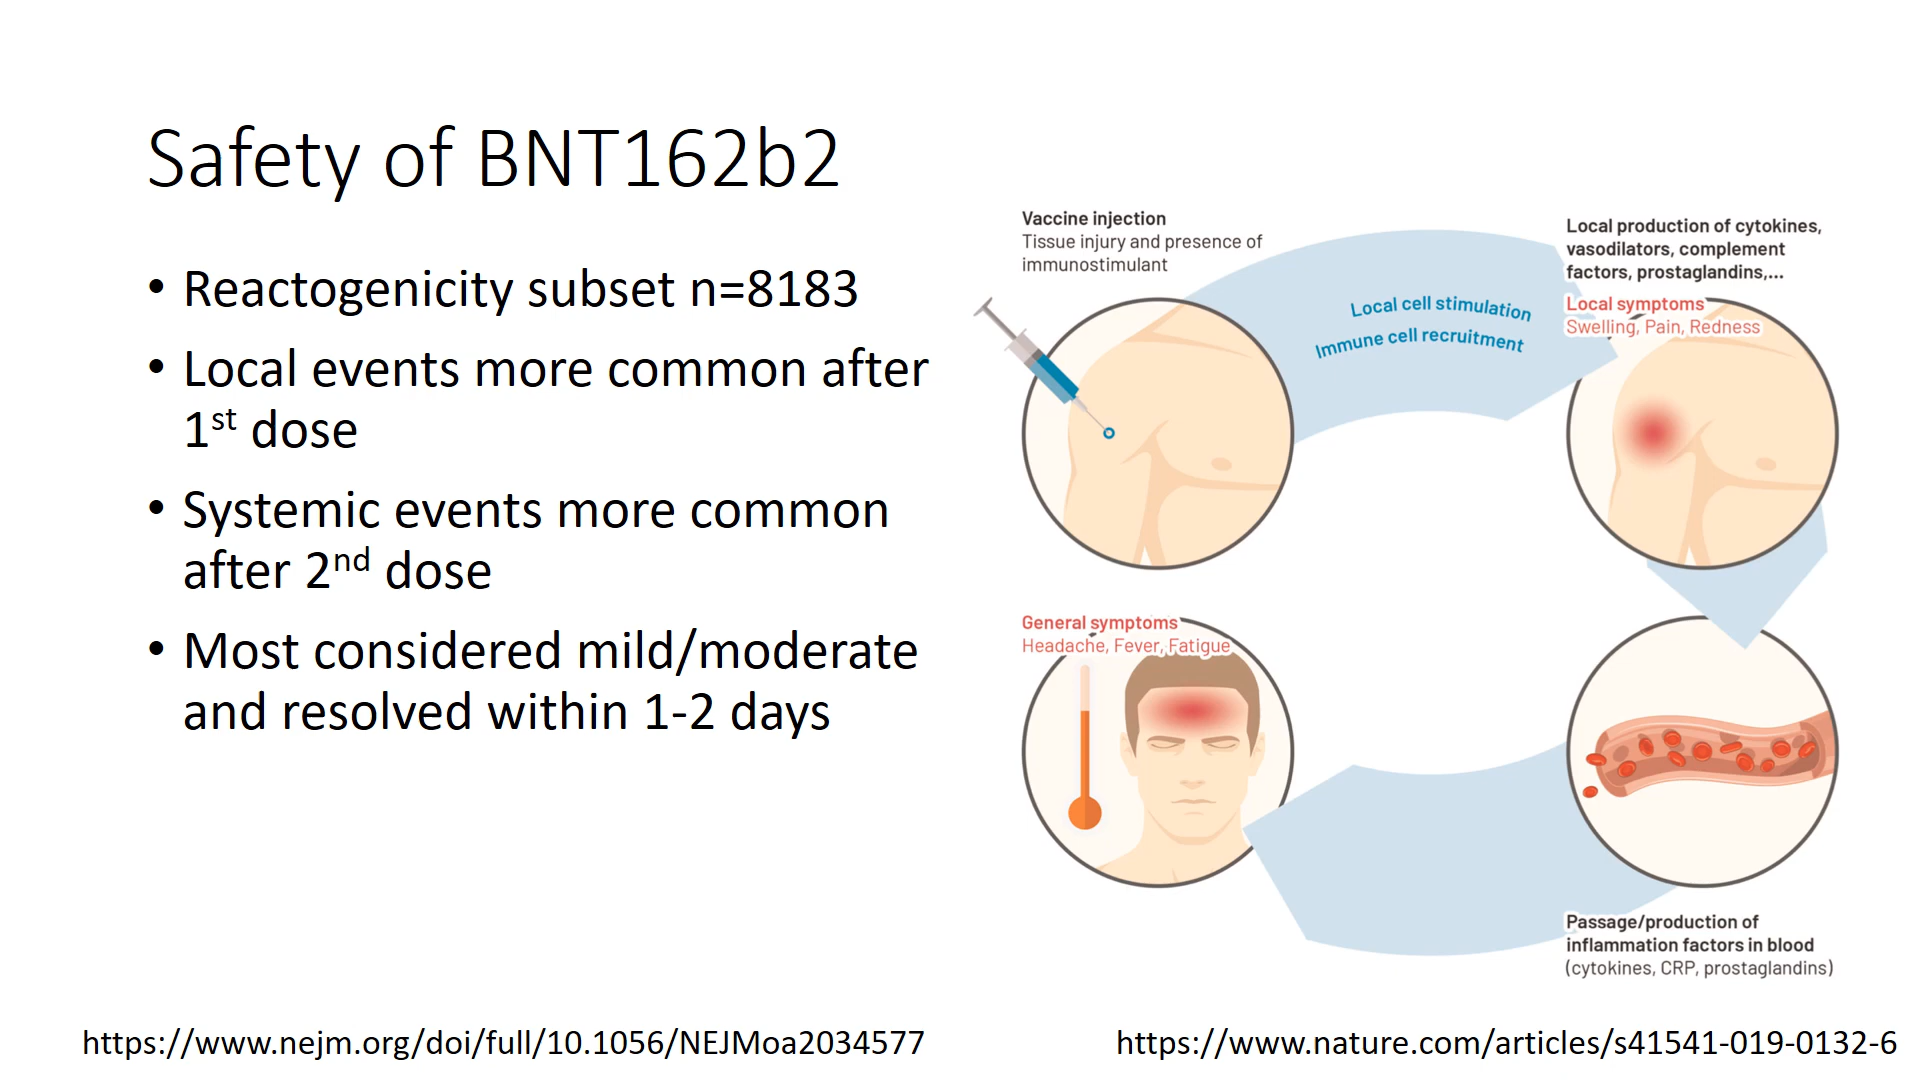 Safety of BNT162b2
• Reactogenicity subset n=8183
• Local events more common after
1st dose
• Systemic events more common
after 2nd dose
• Most considered mild/moderate
and resolved within 1-2 days
Vaccine injection
Tissue injury and presence of
immunostimulant
Local cell stimulation
Immune cell recruitment
Local production of cytokines,
vasodilators, complement
factors, prostaglandins,...
Local symptoms
Swelling, Pain, Redness
General symptoms
Headache, Fever, Fatigue
Passage/production of
inflammation factors in blood
(cytokines, CRP, prostaglandins)
https://www.nejm.org/doi/full/10.1056/NEJMoa2034577
https://www.nature.com/articles/s41541-019-0132-6